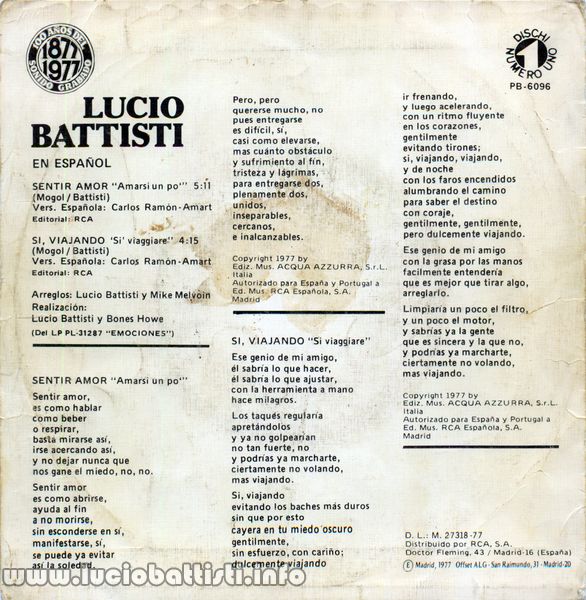 100 AÑOS DEL
1877
1977
SONIDO GRABADO
LUCIO
BATTISTI
EN ESPAÑOL
SENTIR AMOR "Amarsi un po'" 5:11
(Mogol / Battisti)
Vers. Española: Carlos Ramón-Amart
Editorial: RCA
SI, VIAJANDO 'Si' viaggiare" 4:15
(Mogol / Battisti)
Vers. Española: Carlos Ramón-Amart
Editorial: RCA
Arreglos: Lucio Battisti y Mike Melvoin
Realización:
Lucio Battisti y Bones Howe
(Del LP PL-31287 "EMOCIONES")
SENTIR AMOR "Amarsi un po'"
Sentir amor,
es como hablar
como beber
o respirar,
basta mirarse así,
irse acercando así,
y no dejar nunca que
nos gane el miedo, no, no.
Sentir amor
es como abrirse,
ayuda al fin
a no morirse,
sin esconderse en sí,
manifestarse, sí,
se puede ya evitar
así la soledad.
Pero, pero
quererse mucho, no
pues entregarse
es difícil, sí,
casi como elevarse,
mas cuánto obstáculo
y sufrimiento al fín,
tristeza y lágrimas,
para entregarse dos,
plenamente dos,
unidos,
inseparables,
cercanos,
e inalcanzables.
Copyright 1977 by
Ediz. Mus. ACQUA AZZURRA, S.r.L.
Italia
Autorizado para España y Portugal a
Ed. Mus. RCA Española, S.A.
Madrid
SI, VIAJANDO "Si viaggiare"
Ese genio de mi amigo,
él sabría lo que hacer,
él sabría lo que ajustar,
con la herramienta a mano
hace milagros.
Los taqués regularía
apretándolos
y ya no golpearían
no tan fuerte, no
y podrías ya marcharte,
ciertamente no volando,
mas viajando.
Si, viajando
evitando los baches más duros
sin que por esto
cayera en tu miedo oscuro
gentilmente,
sin esfuerzo, con cariño;
dulcemente viajando
DISCHI
1
NUMERO UNO
PB-6096
ir frenando,
y luego acelerando,
con un ritmo fluyente
en los corazones,
gentilmente
evitando tirones;
si, viajando, viajando,
y de noche
con los faros encendidos
alumbrando el camino
para saber el destino
con coraje,
gentilmente, gentilmente,
pero dulcemente viajando.
Ese genio de mi amigo
con la grasa por las manos
facilmente entendería
que es mejor que tirar algo,
arreglarlo.
Limpiaría un poco el filtro,
y un poco el motor,
y sabrías ya la gente
que es sincera y la que no,
y podrías ya marcharte,
ciertamente no volando,
mas viajando.
Copyright 1977 by
Ediz. Mus. ACQUA AZZURRA, S.r.L.
Italia
Autorizado para España y Portugal a
Ed. Mus. RCA Española, S.A.
Madrid
D. L.: M. 27318-77
Distribuido por RCA, S.A.
Doctor Fleming, 43 / Madrid-16 (España)
Ⓔ Madrid, 1977 Offset ALG - San Raimundo, 31 - Madrid-20
www.luciobattisti.info